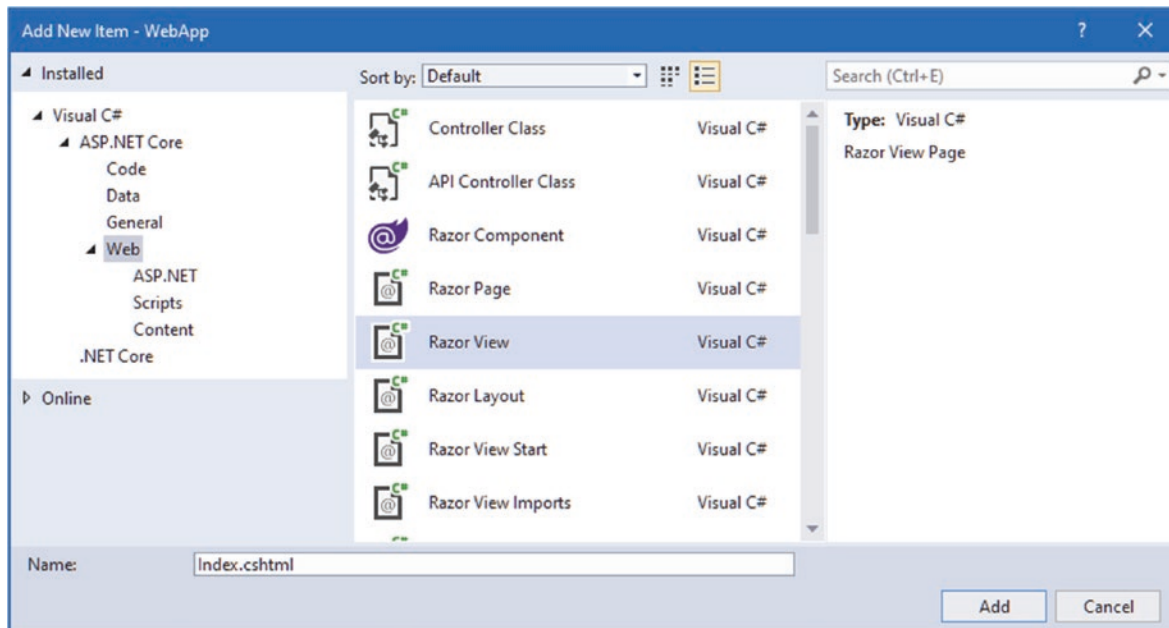 Add New Item - WebApp
?
Installed
Sort by: Default
Search (Ctrl+E)
Visual C#
ASP.NET Core
Code
Data
General
Web
ASP.NET
Scripts
Content
.NET Core
Online
C# Controller Class Visual C#
C# API Controller Class Visual C#
@ Razor Component Visual C#
C# @ Razor Page Visual C#
C# @ Razor View Visual C#
C# @ Razor Layout Visual C#
C# @ Razor View Start Visual C#
C# @ Razor View Imports Visual C#
Type: Visual C#
Razor View Page
Name: Index.cshtml
Add Cancel